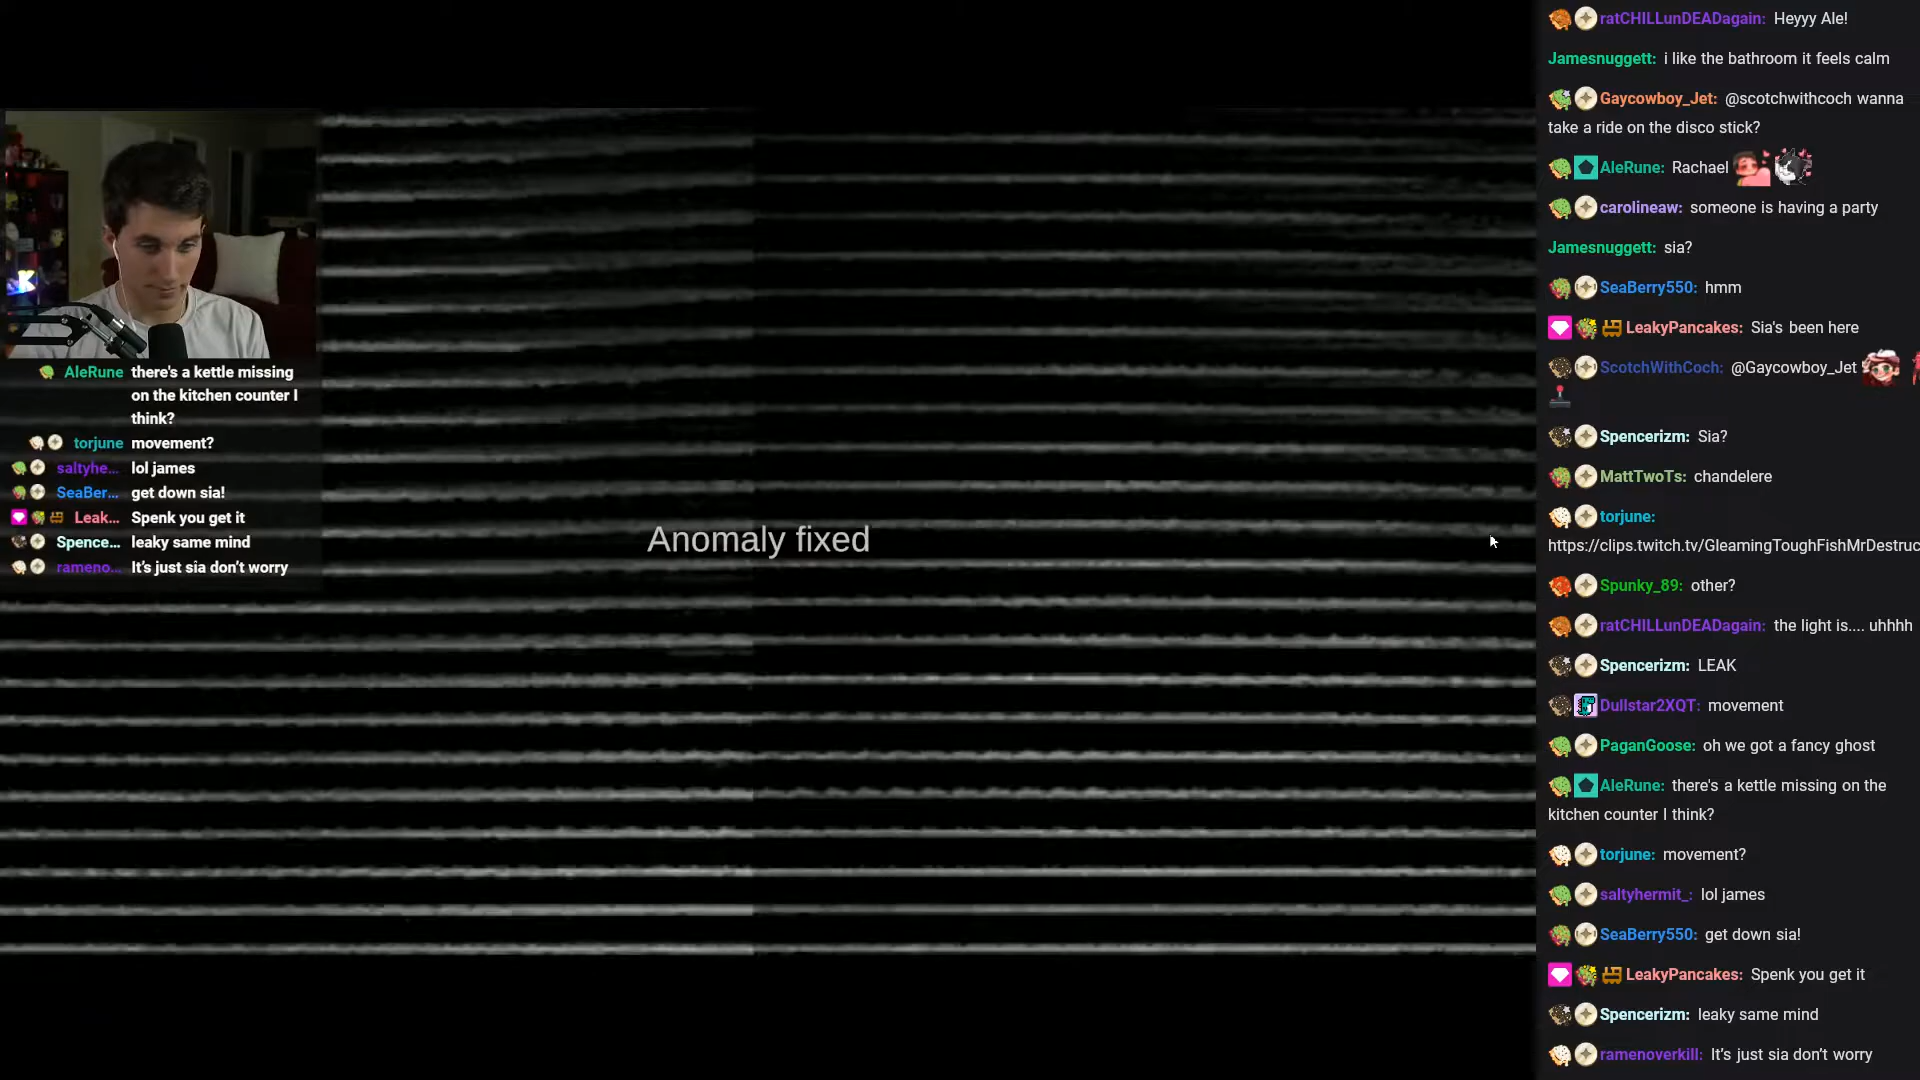 AleRune there's a kettle missing
on the kitchen counter I
think?
torjune movement?
saltyhe... lol james
SeaBer... get down sia!
Leak... Spenk you get it
Spence... leaky same mind
rameno... It's just sia don't worry
Anomaly fixed
ratCHILLunDEADagain: Heyyy Ale!
Jamesnuggett: i like the bathroom it feels calm
Gaycowboy_Jet: @scotchwithcoch wanna
take a ride on the disco stick?
AleRune: Rachael
carolineaw: someone is having a party
Jamesnuggett: sia?
SeaBerry550: hmm
LeakyPancakes: Sia's been here
ScotchWithCoch: @Gaycowboy_Jet
Spencerizm: Sia?
MattTwoTs: chandelere
torjune:
https://clips.twitch.tv/GleamingToughFishMrDestruc
Spunky_89: other?
ratCHILLunDEADagain: the light is.... uhhhh
Spencerizm: LEAK
Dullstar2XQT: movement
PaganGoose: oh we got a fancy ghost
AleRune: there's a kettle missing on the
kitchen counter I think?
torjune: movement?
saltyhermit_: lol james
SeaBerry550: get down sia!
LeakyPancakes: Spenk you get it
Spencerizm: leaky same mind
ramenoverkill: It's just sia don't worry